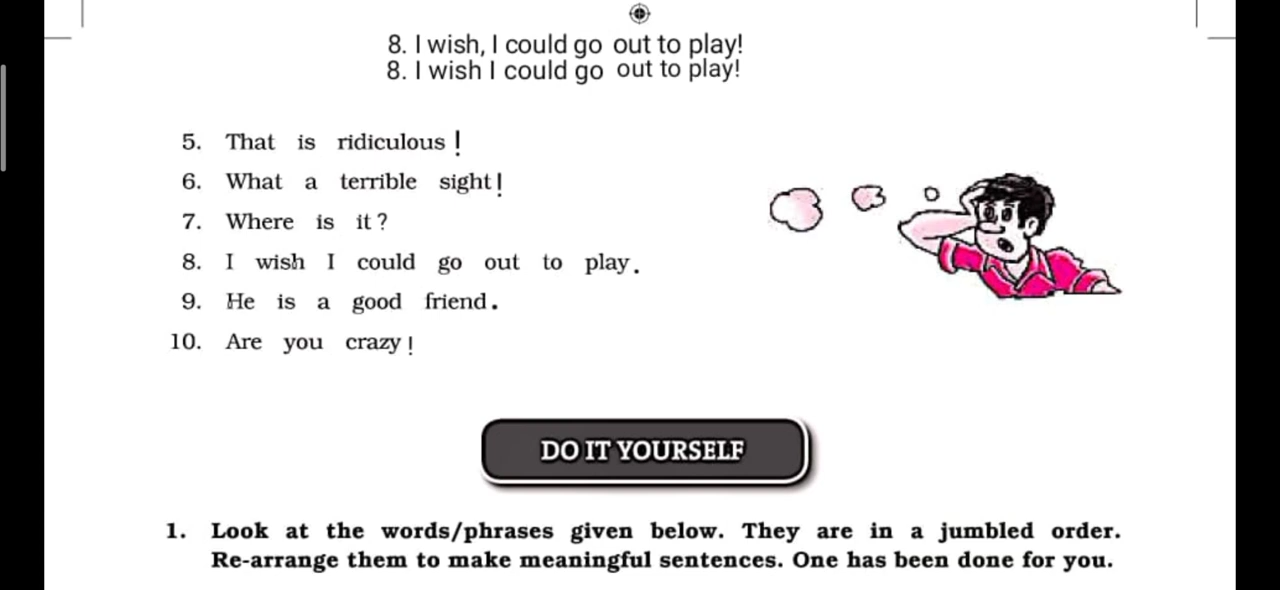 8. I wish, I could go out to play!
8. I wish I could go out to play!
5. That is ridiculous !
6. What a terrible sight!
7. Where is it?
8. I wish I could go out to play.
9. He is a good friend.
10. Are you crazy!
DO IT YOURSELF
1. Look at the words/phrases given below. They are in a jumbled order.
Re-arrange them to make meaningful sentences. One has been done for you.